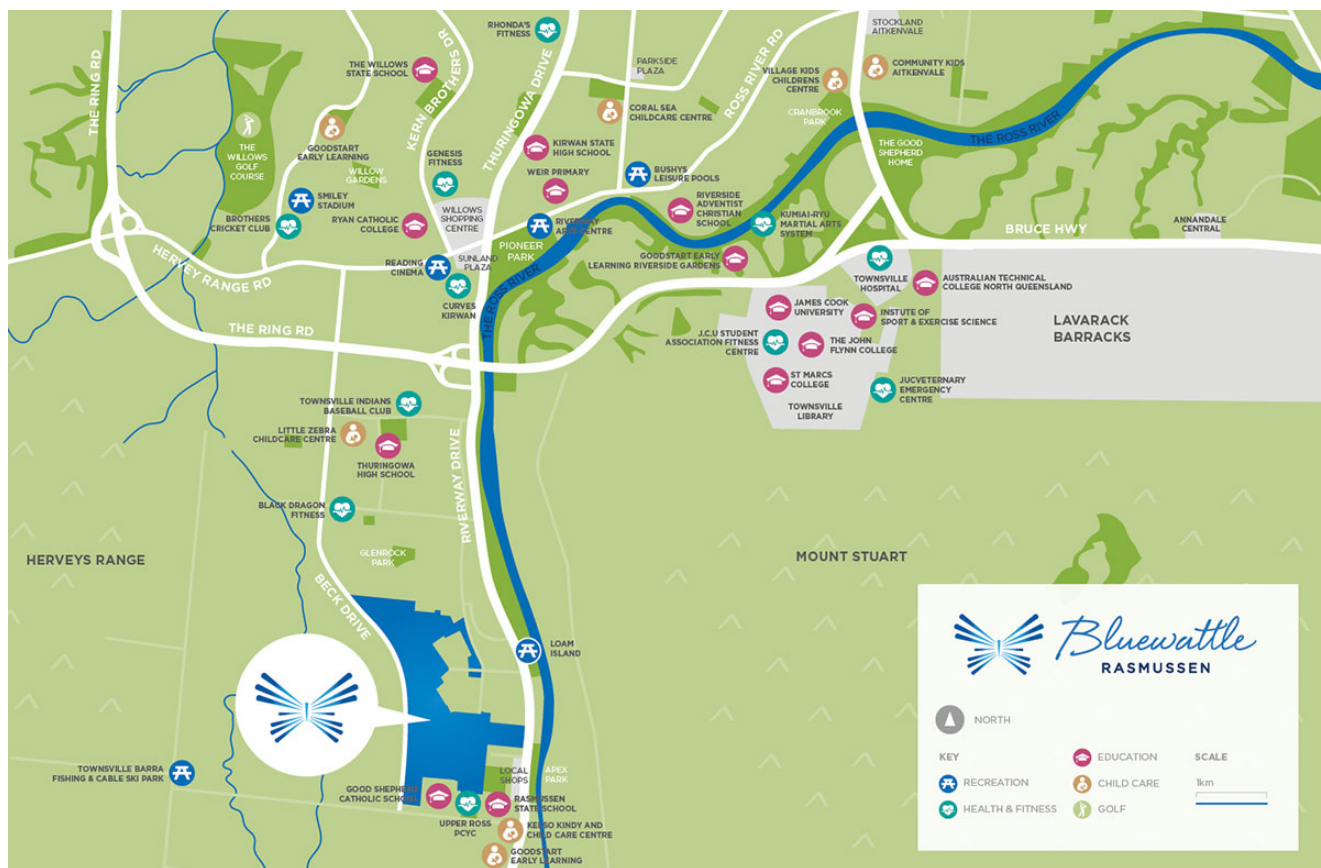 RHONDA'S
FITNESS
STOCKLAND
AITKENVALE
THE RING RD
THE WILLOWS
STATE SCHOOL
KERN BROTHERS DR
THURINGOWA DRIVE
PARKSIDE
PLAZA
ROSS RIVER RD
VILLAGE KIDS
CHILDRENS
CENTRE
COMMUNITY KIDS
AITKENVALE
CORAL SEA
CHILDCARE CENTRE
CRANBROOK
PARK
THE ROSS RIVER
THE
WILLOWS
GOLF
COURSE
GOODSTART
EARLY LEARNING
WILLOW
GARDENS
GENESIS
FITNESS
KIRWAN STATE
HIGH SCHOOL
WEIR PRIMARY
BUSHYS
LEISURE POOLS
THE GOOD
SHEPHERD
HOME
SMILEY
STADIUM
BROTHERS
CRICKET CLUB
RYAN CATHOLIC
COLLEGE
WILLOWS
SHOPPING
CENTRE
RIVERWAY
ARTS CENTRE
RIVERSIDE
ADVENTIST
CHRISTIAN
SCHOOL
KUMIAI-RYU
MARTIAL ARTS
SYSTEM
ANNANDALE
CENTRAL
BRUCE HWY
HERVEY RANGE RD
READING
CINEMA
SUNLAND
PLAZA
PIONEER
PARK
GOODSTART EARLY
LEARNING RIVERSIDE GARDENS
CURVES
KIRWAN
THE ROSS RIVER
TOWNSVILLE
HOSPITAL
AUSTRALIAN TECHNICAL
COLLEGE NORTH QUEENSLAND
THE RING RD
JAMES COOK
UNIVERSITY
INSTUTE OF
SPORT & EXERCISE SCIENCE
LAVARACK
BARRACKS
J.C.U STUDENT
ASSOCIATION FITNESS
CENTRE
THE JOHN
FLYNN COLLEGE
ST MARCS
COLLEGE
JUCVETERNARY
EMERGENCY
CENTRE
TOWNSVILLE
LIBRARY
TOWNSVILLE INDIANS
BASEBALL CLUB
LITTLE ZEBRA
CHILDCARE CENTRE
THURINGOWA
HIGH SCHOOL
RIVERWAY DRIVE
BLACK DRAGON
FITNESS
GLENROCK
PARK
HERVEYS RANGE
MOUNT STUART
BECK DRIVE
LOAM
ISLAND
TOWNSVILLE BARRA
FISHING & CABLE SKI PARK
LOCAL
SHOPS
APEX
PARK
GOOD SHEPHERD
CATHOLIC SCHOOL
UPPER ROSS
PCYC
RASMUSSEN
STATE SCHOOL
KELSO KINDY AND
CHILD CARE CENTRE
GOODSTART
EARLY LEARNING
Bluewattle
RASMUSSEN
NORTH
KEY
RECREATION
HEALTH & FITNESS
EDUCATION
CHILD CARE
GOLF
SCALE
1km